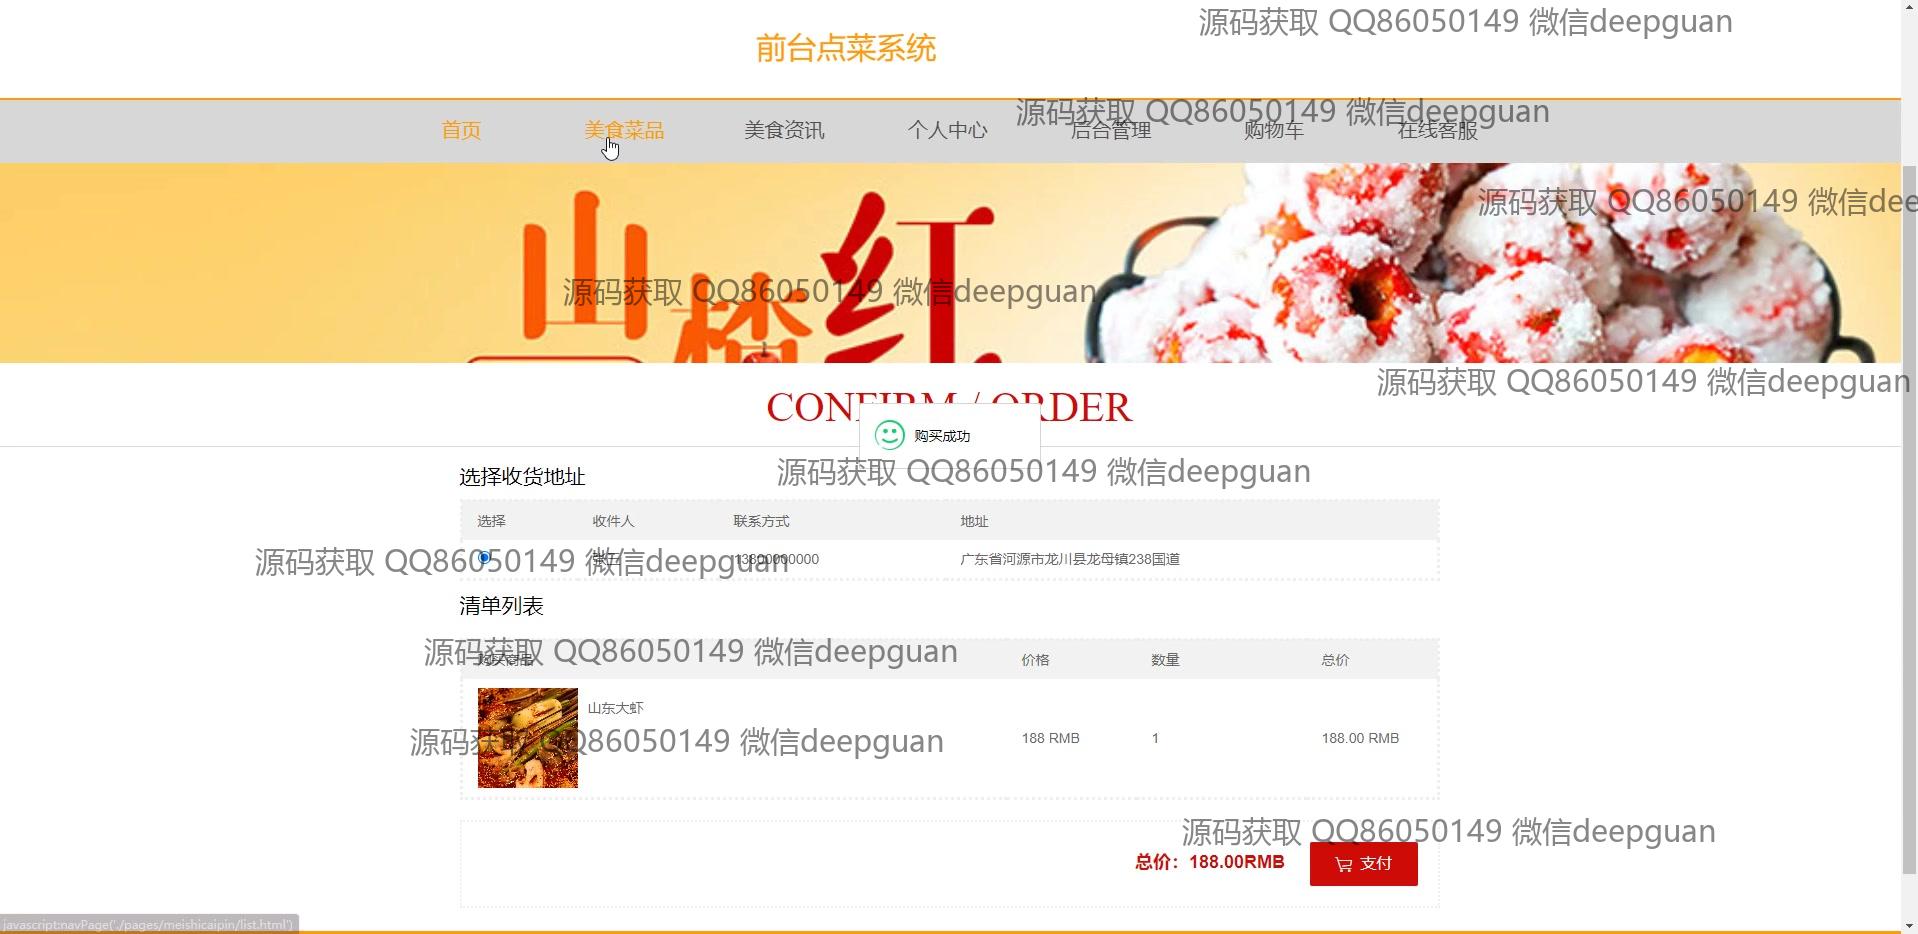 源码获取 QQ86050149 微信deepguan
前台点菜系统
源码获取 QQ86050149 微信deepguan
首页 美食菜品 美食资讯 个人中心 后台管理 购物车 在线客服
源码获取 QQ86050149 微信dee
山楂红
源码获取 QQ86050149 微信deepguan
源码获取 QQ86050149 微信deepguan
CONFIRM / ORDER
购买成功
源码获取 QQ86050149 微信deepguan
选择收货地址
选择 收件人 联系方式 地址
13800000000 广东省河源市龙川县龙母镇238国道
源码获取 QQ86050149 微信deepguan
清单列表
源码获取 QQ86050149 微信deepguan
购买商品 价格 数量 总价
山东大虾
188 RMB 1 188.00 RMB
源码获取 QQ86050149 微信deepguan
源码获取 QQ86050149 微信deepguan
总价：188.00RMB 支付
javascript:navPage('./pages/meishicaipin/list.html')